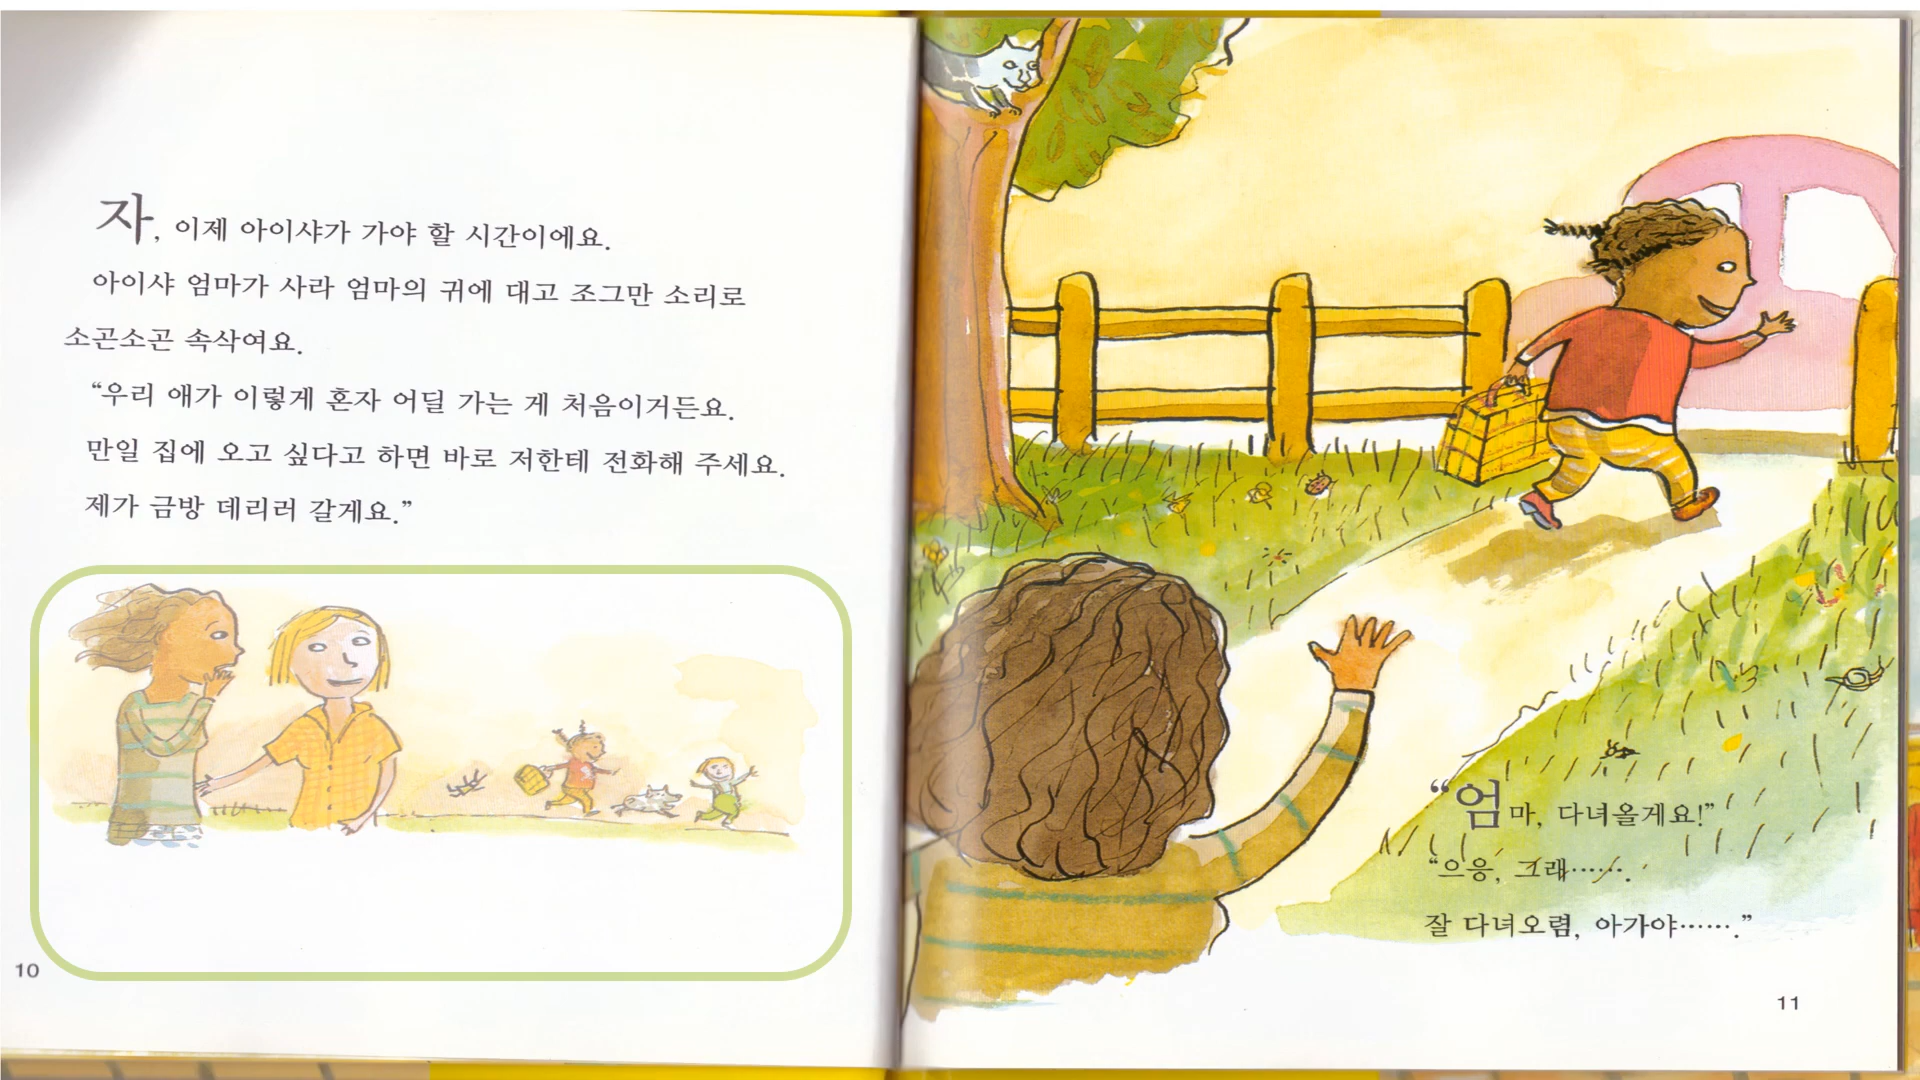 자, 이제 아이샤가 가야 할 시간이에요.
아이샤 엄마가 사라 엄마의 귀에 대고 조그만 소리로
소곤소곤 속삭여요.
“우리 애가 이렇게 혼자 어딜 가는 게 처음이거든요.
만일 집에 오고 싶다고 하면 바로 저한테 전화해 주세요.
제가 금방 데리러 갈게요.”
10
“엄마, 다녀올게요!”
“으응, 그래…….
잘 다녀오렴, 아가야…….”
11